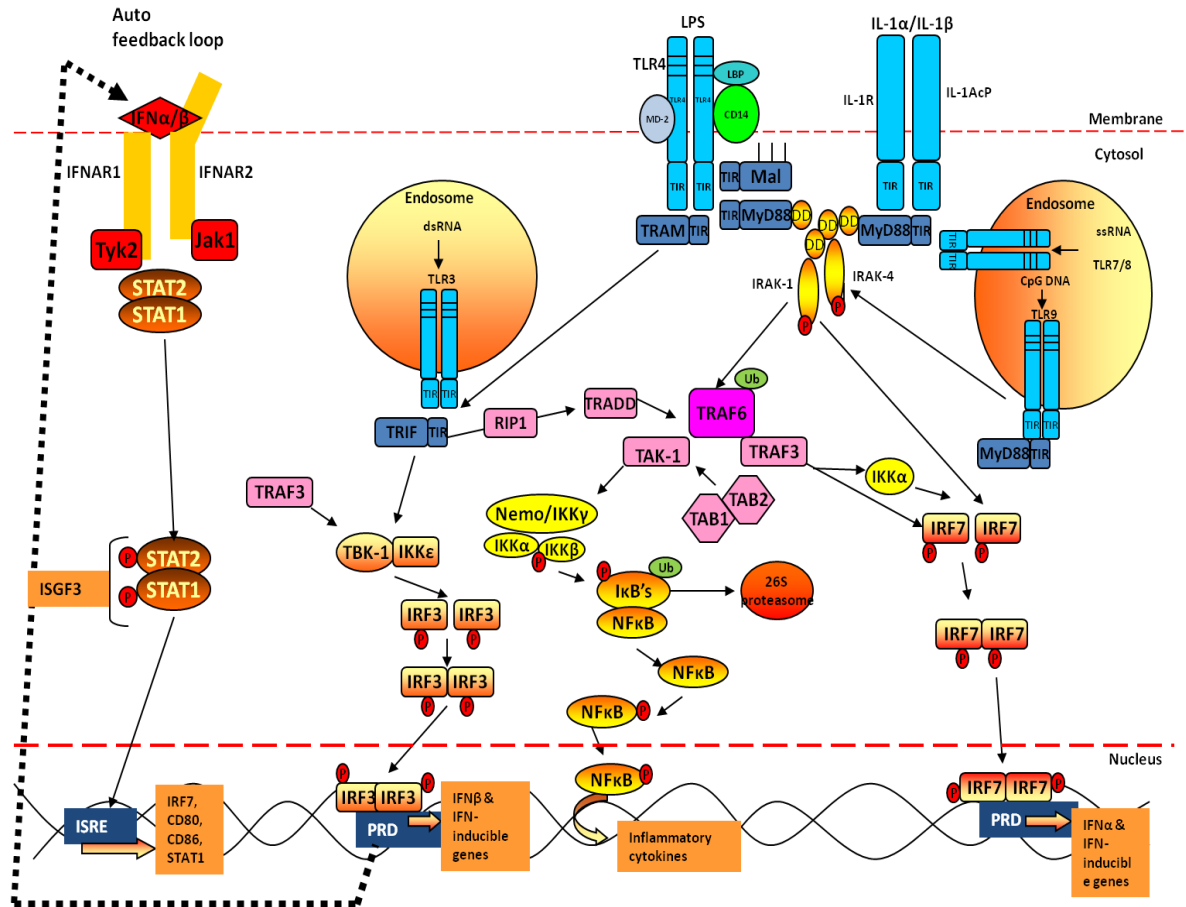 Auto
feedback loop
IFNα/β
IFNAR1
IFNAR2
Tyk2
Jak1
STAT2
STAT1
ISGF3
P
STAT2
P
STAT1
ISRE
IRF7,
CD80,
CD86,
STAT1
Endosome
dsRNA
TLR3
TIR
TIR
TRIF
TIR
RIP1
TRADD
TRAF3
TBK-1
IKKε
IRF3
IRF3
P
P
IRF3
IRF3
P
P
P
P
IRF3
IRF3
PRD
IFNβ &
IFN-
inducible
genes
LPS
TLR4
LBP
TLR4
TLR4
MD-2
CD14
TIR
TIR
TIR
Mal
TIR
MyD88
DD
TRAM
TIR
IL-1α/IL-1β
IL-1R
IL-1AcP
TIR
TIR
Membrane
Cytosol
DD
DD
DD
MyD88
TIR
IRAK-1
IRAK-4
P
P
Endosome
TIR
TIR
ssRNA
TLR7/8
CpG DNA
TLR9
TIR
TIR
MyD88
TIR
Ub
TRAF6
TAK-1
TRAF3
TAB2
TAB1
IKKα
IRF7
IRF7
P
P
Nemo/IKKγ
IKKα
IKKβ
P
P
Ub
IκB's
NFκB
26S
proteasome
NFκB
NFκB
P
NFκB
P
Inflammatory
cytokines
IRF7
IRF7
P
P
Nucleus
P
P
IRF7
IRF7
PRD
IFNα &
IFN-
inducibl
e genes